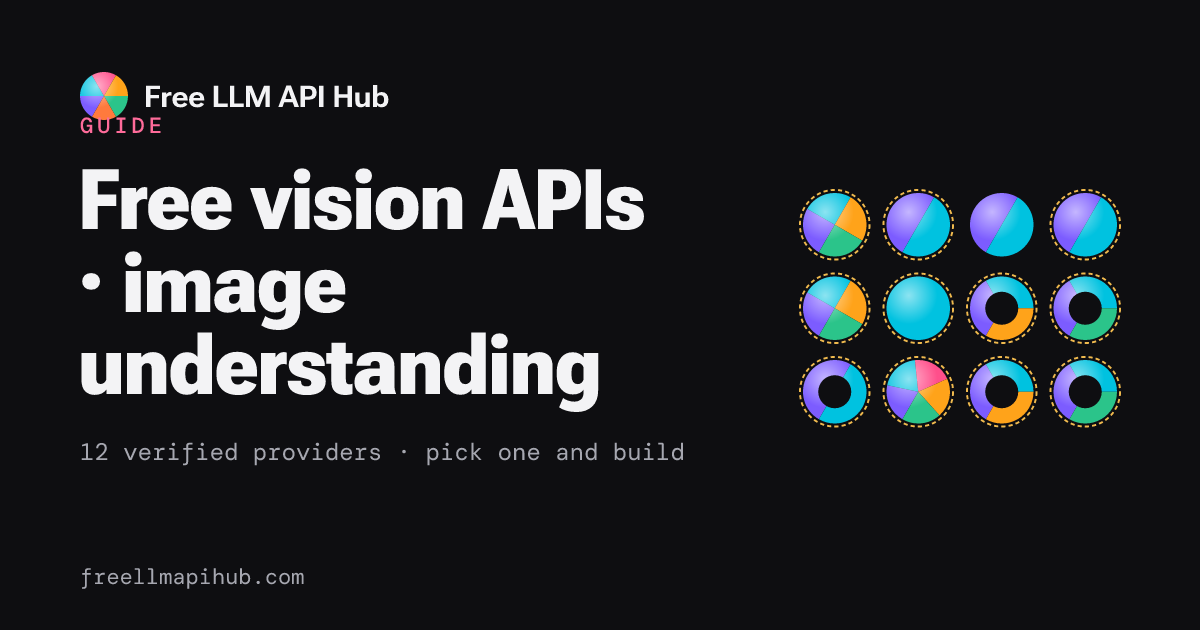 Free LLM API Hub
GUIDE
Free vision APIs
· image
understanding
12 verified providers · pick one and build
freellmapihub.com